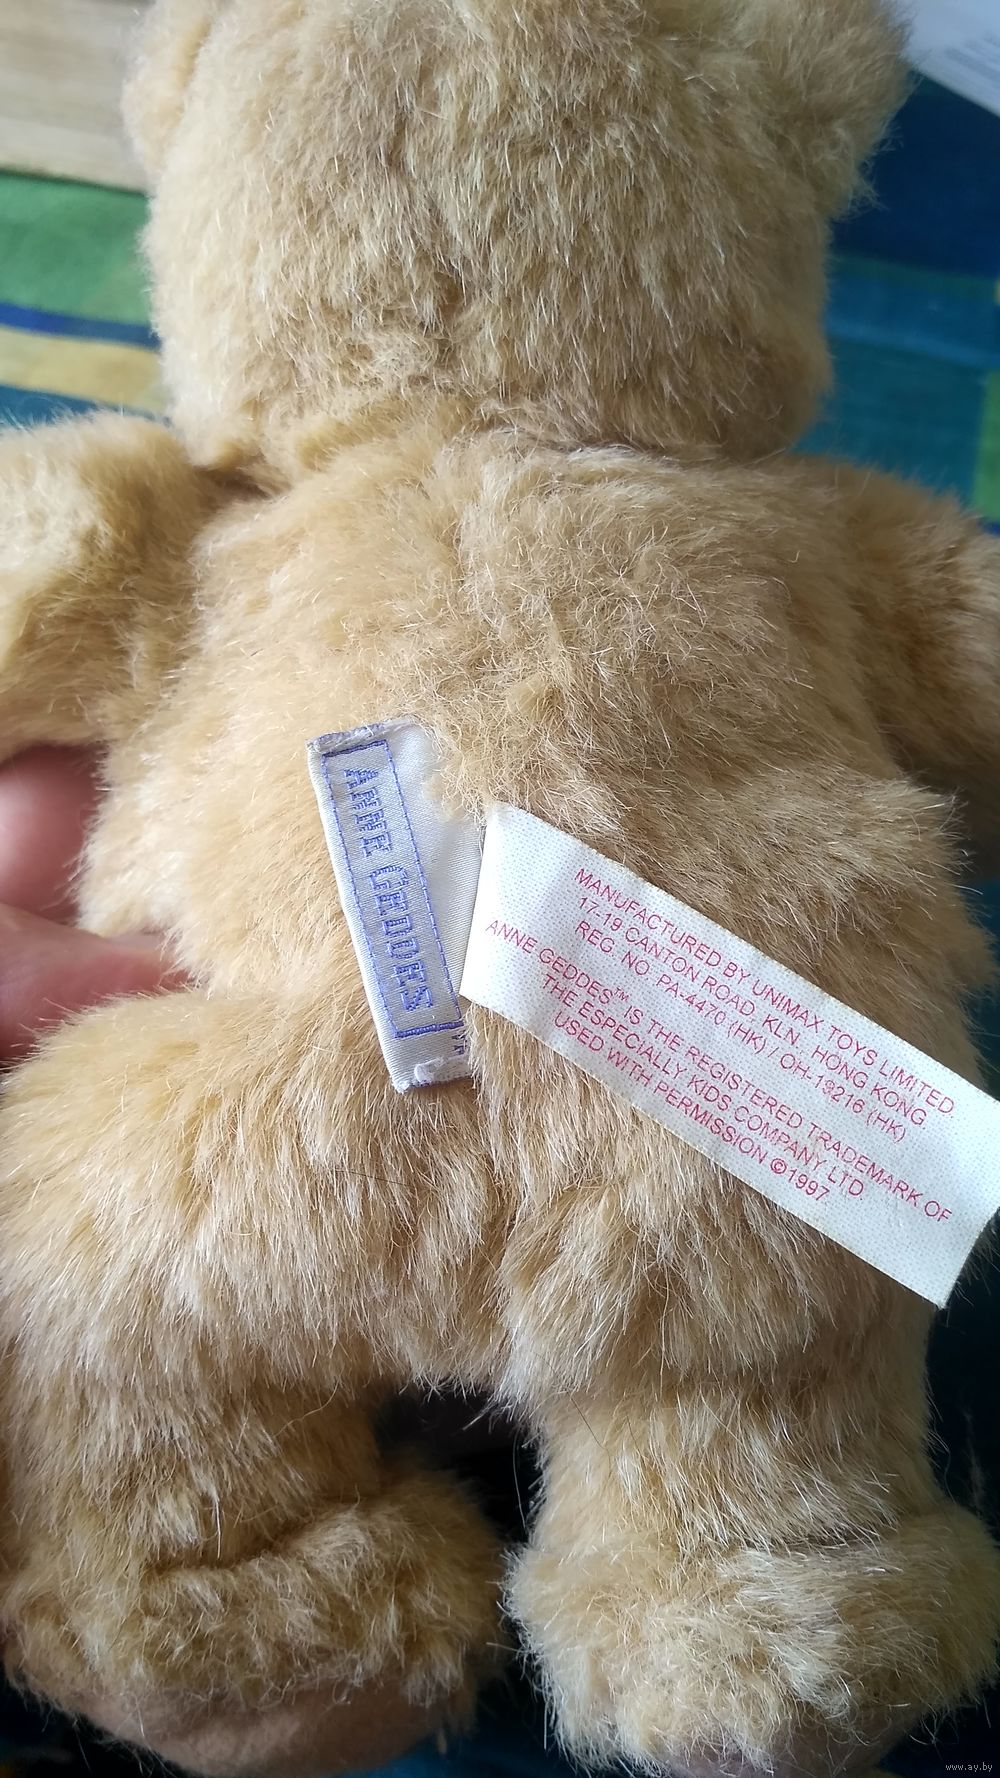 ANNE GEDDES
MANUFACTURED BY UNIMAX TOYS LIMITED
17-19 CANTON ROAD, KLN, HONG KONG
REG. NO. PA-4470 (HK) / OH-13216 (HK)
ANNE GEDDES™ IS THE REGISTERED TRADEMARK OF
THE ESPECIALLY KIDS COMPANY LTD
USED WITH PERMISSION ©1997
www.ay.by